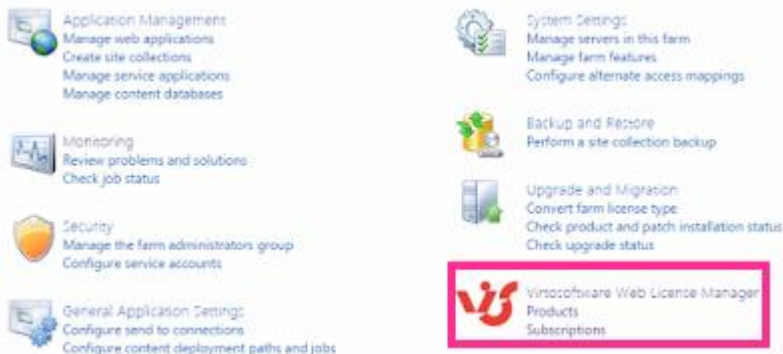 Application Management
Manage web applications
Create site collections
Manage service applications
Manage content databases
Monitoring
Review problems and solutions
Check job status
Security
Manage the farm administrators group
Configure service accounts
General Application Settings
Configure send to connections
Configure content deployment paths and jobs
System Settings
Manage servers in this farm
Manage farm features
Configure alternate access mappings
Backup and Restore
Perform a site collection backup
Upgrade and Migration
Convert farm license type
Check product and patch installation status
Check upgrade status
Virtosoftware Web License Manager
Products
Subscriptions